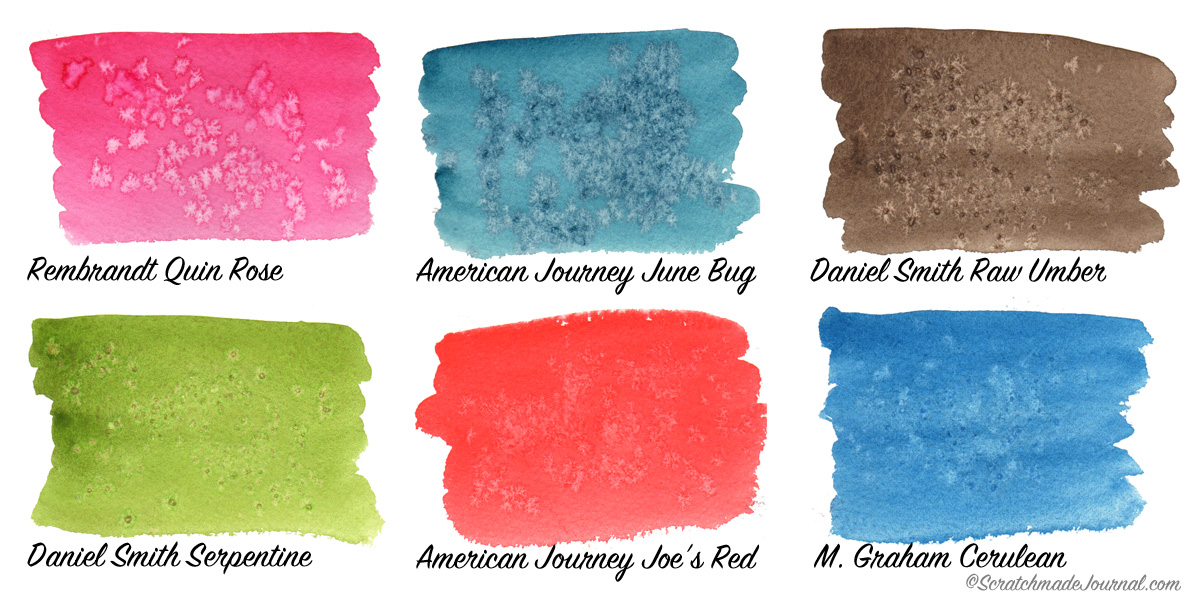 Rembrandt Quin Rose
American Journey June Bug
Daniel Smith Raw Umber
Daniel Smith Serpentine
American Journey Joe's Red
M. Graham Cerulean
©ScratchmadeJournal.com